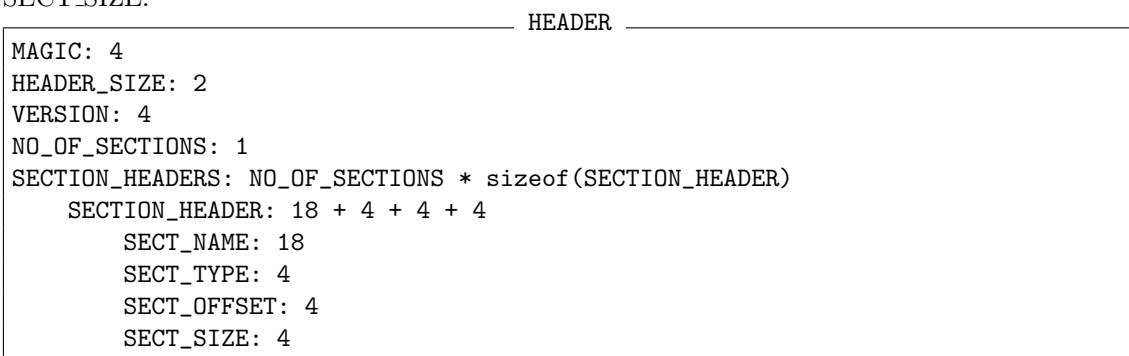 SECT_SIZE.
HEADER
MAGIC: 4
HEADER_SIZE: 2
VERSION: 4
NO_OF_SECTIONS: 1
SECTION_HEADERS: NO_OF_SECTIONS * sizeof(SECTION_HEADER)
    SECTION_HEADER: 18 + 4 + 4 + 4
        SECT_NAME: 18
        SECT_TYPE: 4
        SECT_OFFSET: 4
        SECT_SIZE: 4